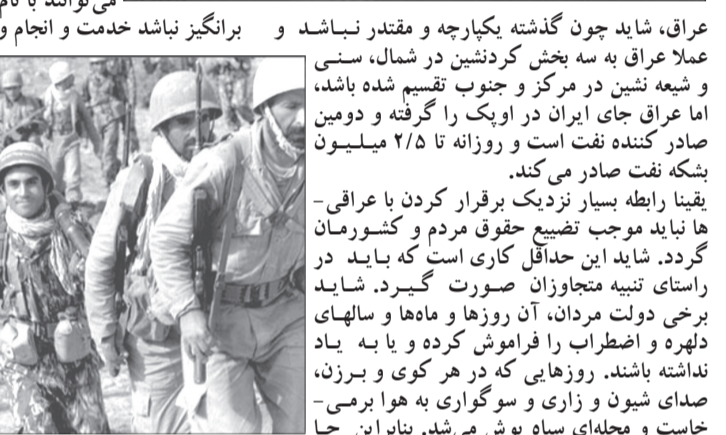 عراق، شاید چون گذشته یکپارچه و مقتدر نباشد و
عملا عراق به سه بخش کردنشین در شمال، سنی
و شیعه نشین در مرکز و جنوب تقسیم شده باشد،
اما عراق جای ایران در اوپک را گرفته و دومین
صادر کننده نفت است و روزانه تا ۲/۵ میلیون
بشکه نفت صادر می‌کند.
یقینا رابطه بسیار نزدیک برقرار کردن با عراقی-
ها نباید موجب تضییع حقوق مردم و کشورمان
گردد. شاید این حداقل کاری است که باید در
راستای تنبیه متجاوزان صورت گیرد. شاید
برخی دولت مردان، آن روزها و ماه‌ها و سالهای
دلهره و اضطراب را فراموش کرده و یا به یاد
نداشته باشند. روزهایی که در هر کوی و برزن،
صدای شیون و زاری و سوگواری به هوا برمی-
خاست و محله‌ای سیاه پوش می‌شد. بنابراین
می‌توانند با نام
برانگیز نباشد خدمت و انجام و